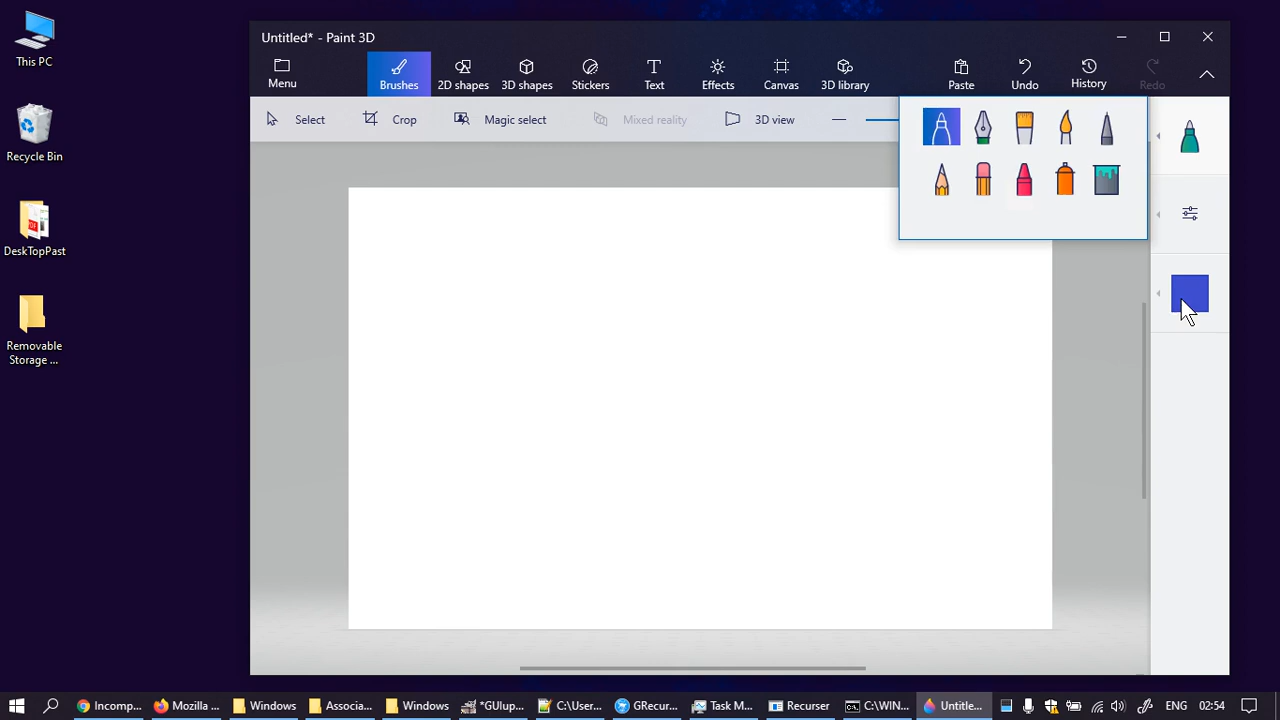 This PC
Recycle Bin
DeskTopPast
Removable
Storage ...
Untitled* - Paint 3D
Menu
Brushes
2D shapes
3D shapes
Stickers
Text
Effects
Canvas
3D library
Paste
Undo
History
Redo
Select
Crop
Magic select
Mixed reality
3D view
Incomp...
Mozilla ...
Windows
Associa...
Windows
*GUIup...
C:\User...
GRecur...
Task M...
Recurser
C:\WIN...
Untitle...
ENG
02:54